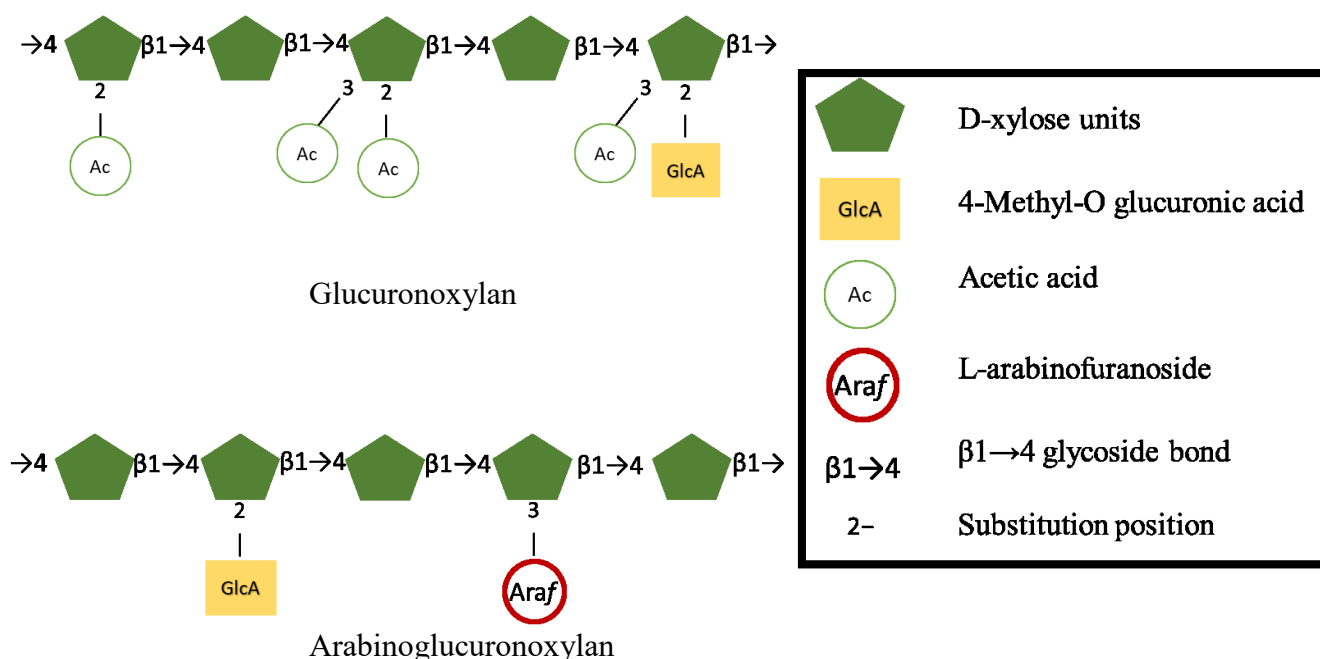 →4 β1→4 β1→4 β1→4 β1→4 β1→
2 3 2 3 2
Ac Ac Ac Ac GlcA
Glucuronoxylan
→4 β1→4 β1→4 β1→4 β1→4 β1→
2 3
GlcA Araf
Arabinoglucuronoxylan
D-xylose units
GlcA 4-Methyl-O glucuronic acid
Ac Acetic acid
Araf L-arabinofuranoside
β1→4 β1→4 glycoside bond
2– Substitution position